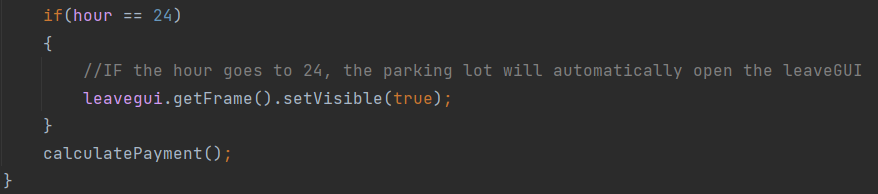 if(hour == 24)
{
//IF the hour goes to 24, the parking lot will automatically open the leaveGUI
leavegui.getFrame().setVisible(true);
}
calculatePayment();
}